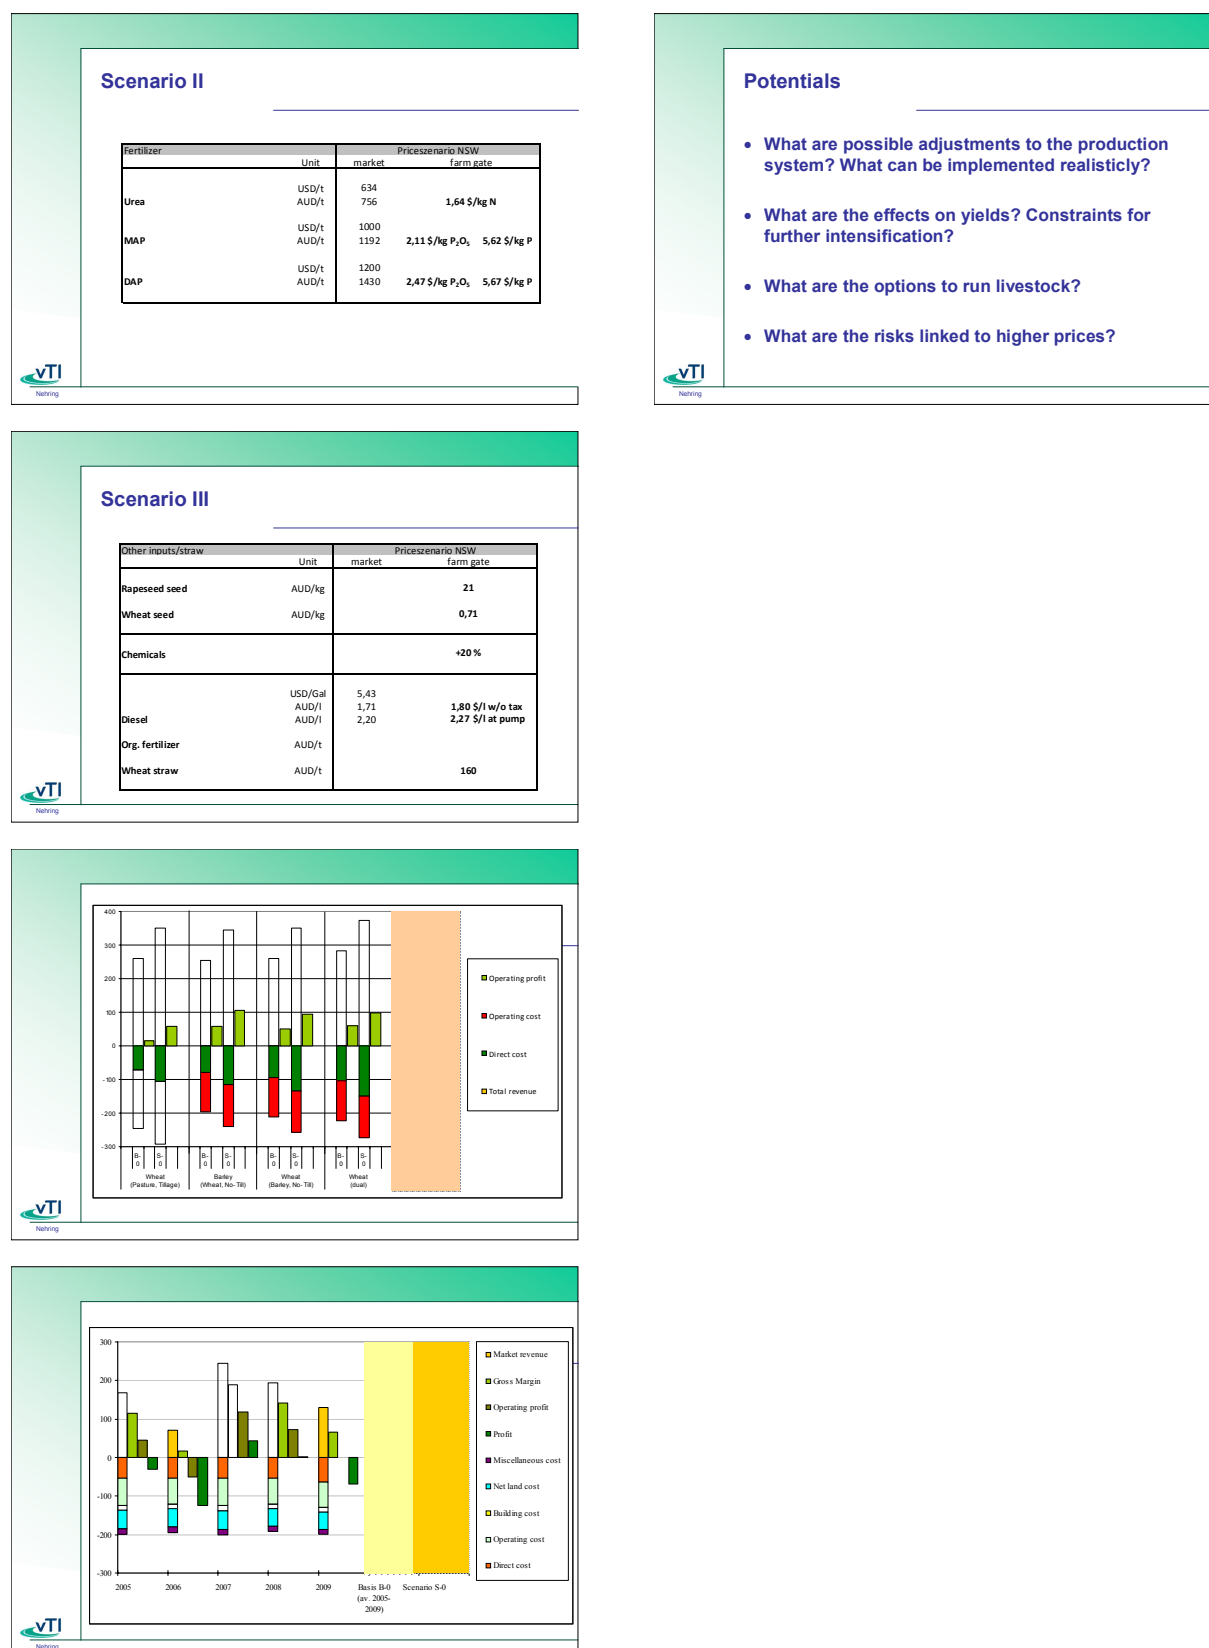 Scenario II
Fertilizer Priceszenario NSW
Unit market farm gate
USD/t 634
Urea AUD/t 756 1,64 $/kg N
USD/t 1000
MAP AUD/t 1192 2,11 $/kg P₂O₅ 5,62 $/kg P
USD/t 1200
DAP AUD/t 1430 2,47 $/kg P₂O₅ 5,67 $/kg P
vTI
Nehring
Potentials
• What are possible adjustments to the production
system? What can be implemented realisticly?
• What are the effects on yields? Constraints for
further intensification?
• What are the options to run livestock?
• What are the risks linked to higher prices?
vTI
Nehring
Scenario III
Other inputs/straw Priceszenario NSW
Unit market farm gate
Rapeseed seed AUD/kg 21
Wheat seed AUD/kg 0,71
Chemicals +20 %
USD/Gal 5,43
AUD/l 1,71 1,80 $/l w/o tax
Diesel AUD/l 2,20 2,27 $/l at pump
Org. fertilizer AUD/t
Wheat straw AUD/t 160
vTI
Nehring
400
300
200
100
0
-100
-200
-300
B-0 S-0 B-0 S-0 B-0 S-0 B-0 S-0
Wheat Barley Wheat Wheat
(Pasture, Tillage) (Wheat, No-Till) (Barley, No-Till) (dual)
Operating profit
Operating cost
Direct cost
Total revenue
vTI
Nehring
300
200
100
0
-100
-200
-300
2005 2006 2007 2008 2009 Basis B-0 Scenario S-0
(av. 2005-
2009)
Market revenue
Gross Margin
Operating profit
Profit
Miscellaneous cost
Net land cost
Building cost
Operating cost
Direct cost
vTI
Nehring